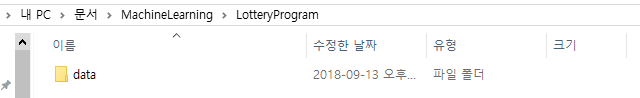 내 PC > 문서 > MachineLearning > LotteryProgram
이름 수정한 날짜 유형 크기
data 2018-09-13 오후... 파일 폴더